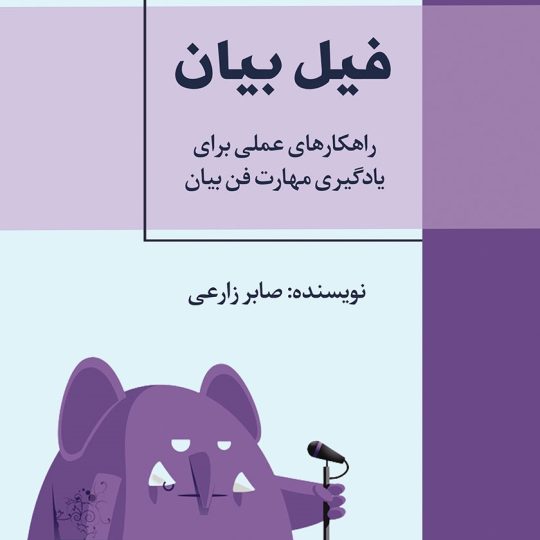 فیل بیان
راهکارهای عملی برای
یادگیری مهارت فن بیان
نویسنده: صابر زارعی